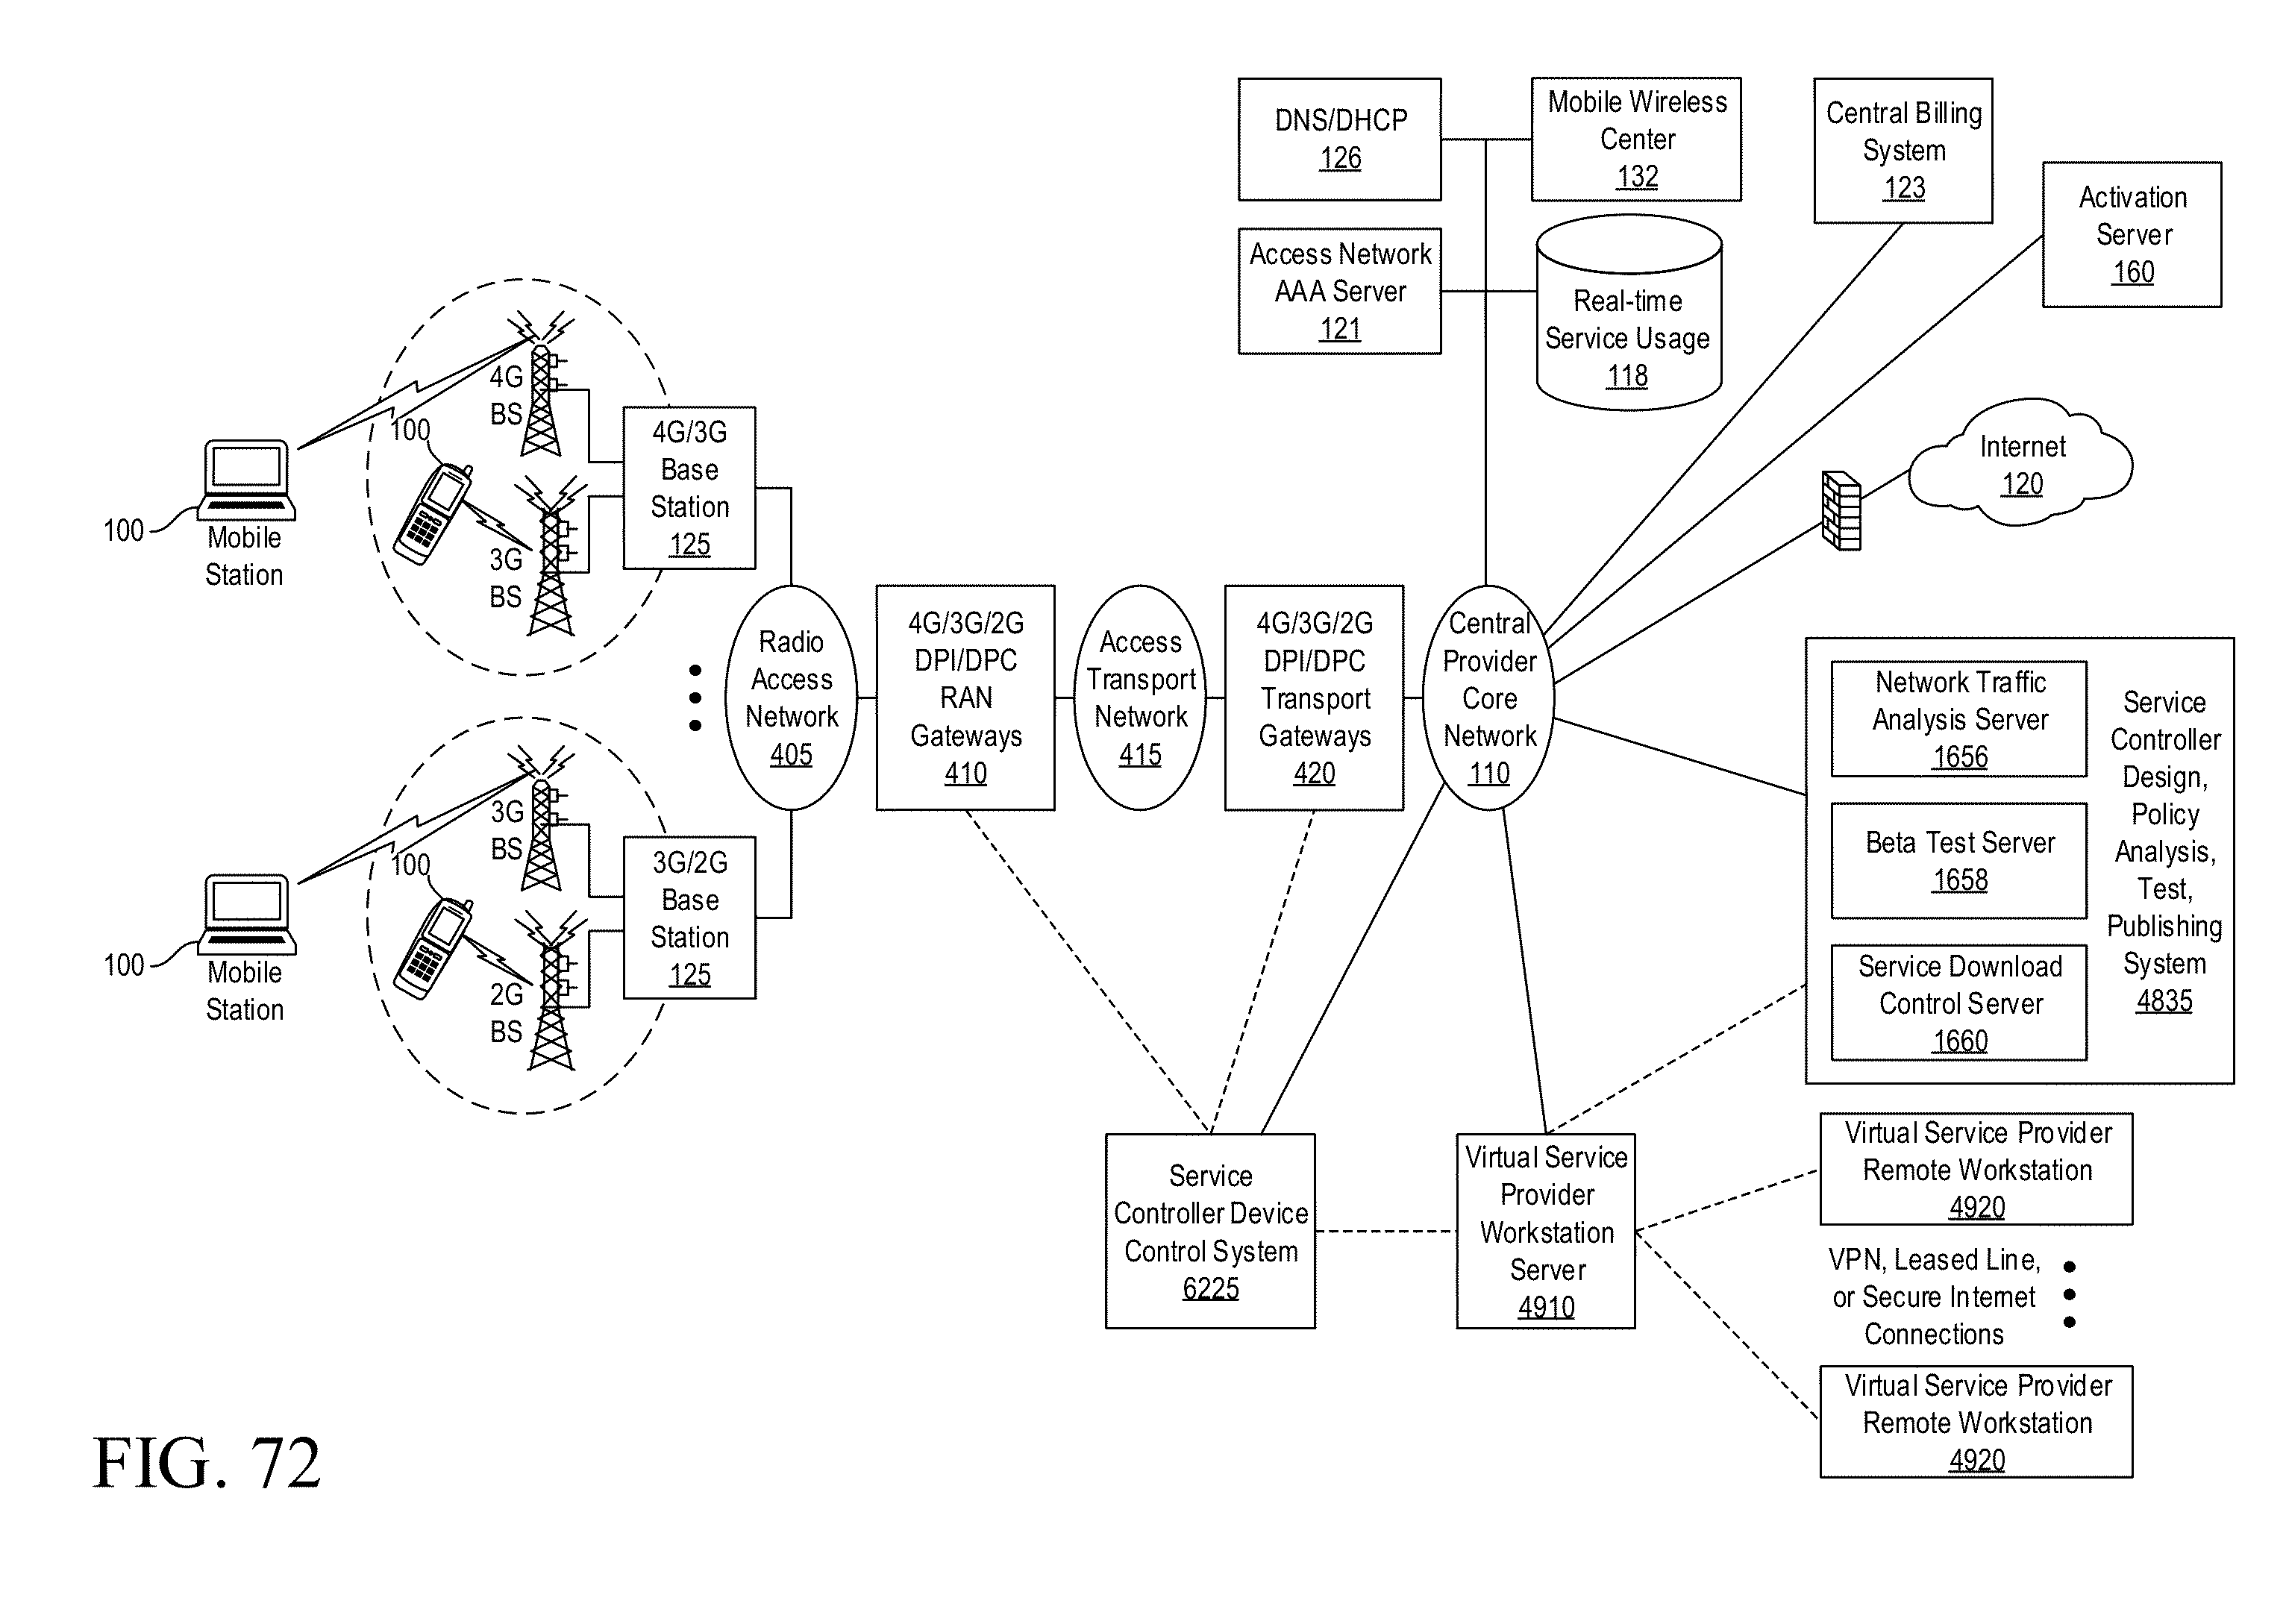 DNS/DHCP
126
Mobile Wireless
Center
132
Central Billing
System
123
Activation
Server
160
Access Network
AAA Server
121
Real-time
Service Usage
118
Internet
120
4G
BS
100
3G
BS
100
Mobile
Station
4G/3G
Base
Station
125
3G
BS
100
2G
BS
100
Mobile
Station
3G/2G
Base
Station
125
Radio
Access
Network
405
4G/3G/2G
DPI/DPC
RAN
Gateways
410
Access
Transport
Network
415
4G/3G/2G
DPI/DPC
Transport
Gateways
420
Central
Provider
Core
Network
110
Network Traffic
Analysis Server
1656
Beta Test Server
1658
Service Download
Control Server
1660
Service
Controller
Design,
Policy
Analysis,
Test,
Publishing
System
4835
Service
Controller Device
Control System
6225
Virtual Service
Provider
Workstation
Server
4910
Virtual Service Provider
Remote Workstation
4920
VPN, Leased Line,
or Secure Internet
Connections
Virtual Service Provider
Remote Workstation
4920
FIG. 72